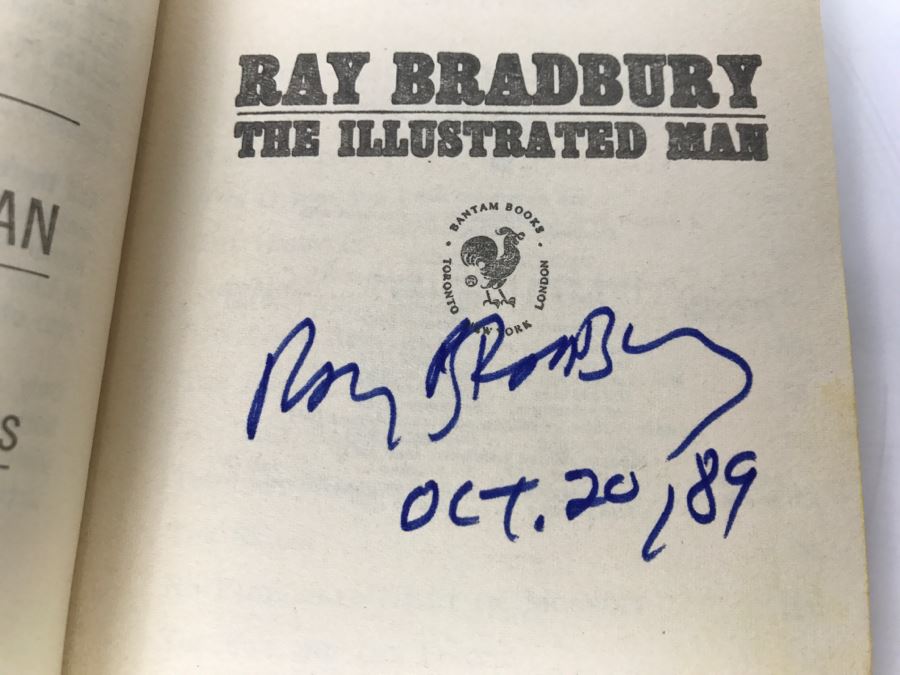 AN
S
RAY BRADBURY
THE ILLUSTRATED MAN
BANTAM BOOKS
TORONTO · NEW YORK · LONDON
Ray Bradbury
OCT. 20, 89